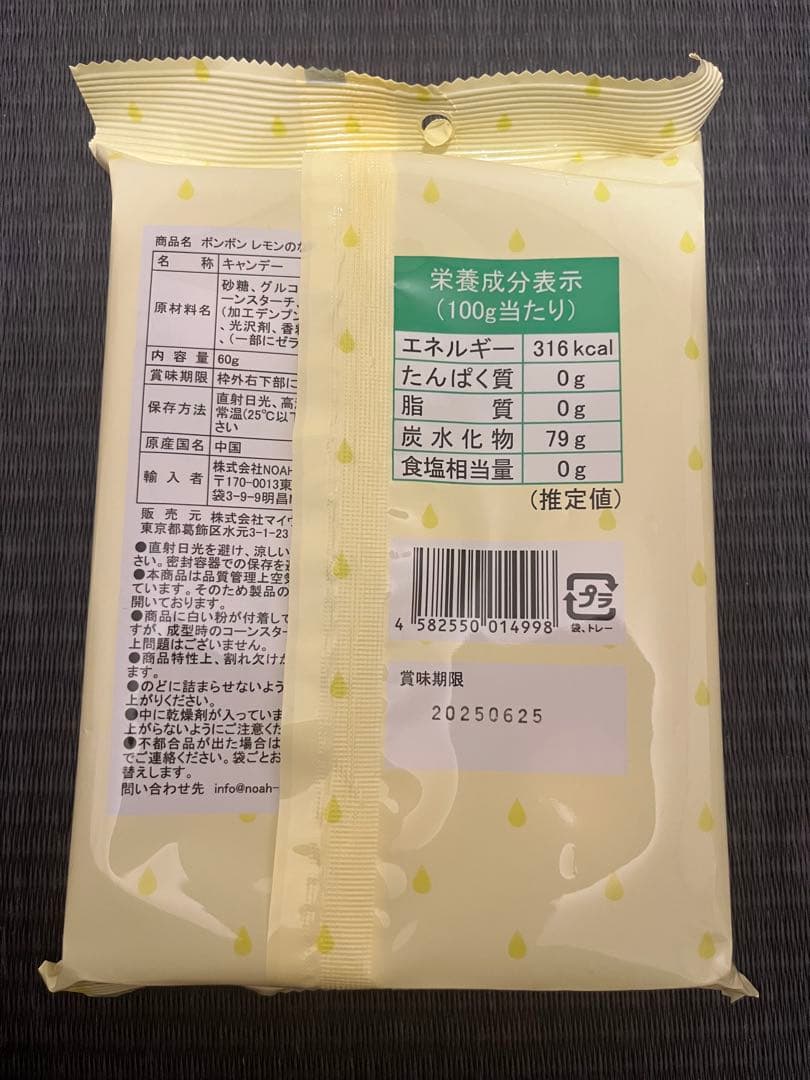 商品名 ボンボン レモンの
名 称 キャンデー
原材料名 砂糖、グルコ
ーンスターチ、
(加工デンプン
、光沢剤、香料
、(一部にゼラ
内容量 60g
賞味期限 枠外右下部に
保存方法 直射日光、高
常温(25℃以下
さい
原産国名 中国
輸入者 株式会社NOAH
〒170-0013東
袋3-9-9明昌
販売元 株式会社マイ
東京都葛飾区水元3-1-23
●直射日光を避け、涼しい
さい。密封容器での保存を
●本商品は品質管理上空気
ています。そのため製品の
開いております。
●商品に白い粉が付着して
すが、成型時のコーンスター
上問題はございません。
●商品特性上、割れ欠けが
ます。
●のどに詰まらせないよう
上がりください。
●中に乾燥剤が入っていま
上がらないようにご注意くだ
●不都合品が出た場合は
でご連絡ください。袋ごとお
替えします。
問い合わせ先 info@noah-
栄養成分表示
(100g当たり)
エネルギー 316kcal
たんぱく質 0g
脂質 0g
炭水化物 79g
食塩相当量 0g
(推定値)
4 582550 014998
プラ
袋、トレー
賞味期限
20250625